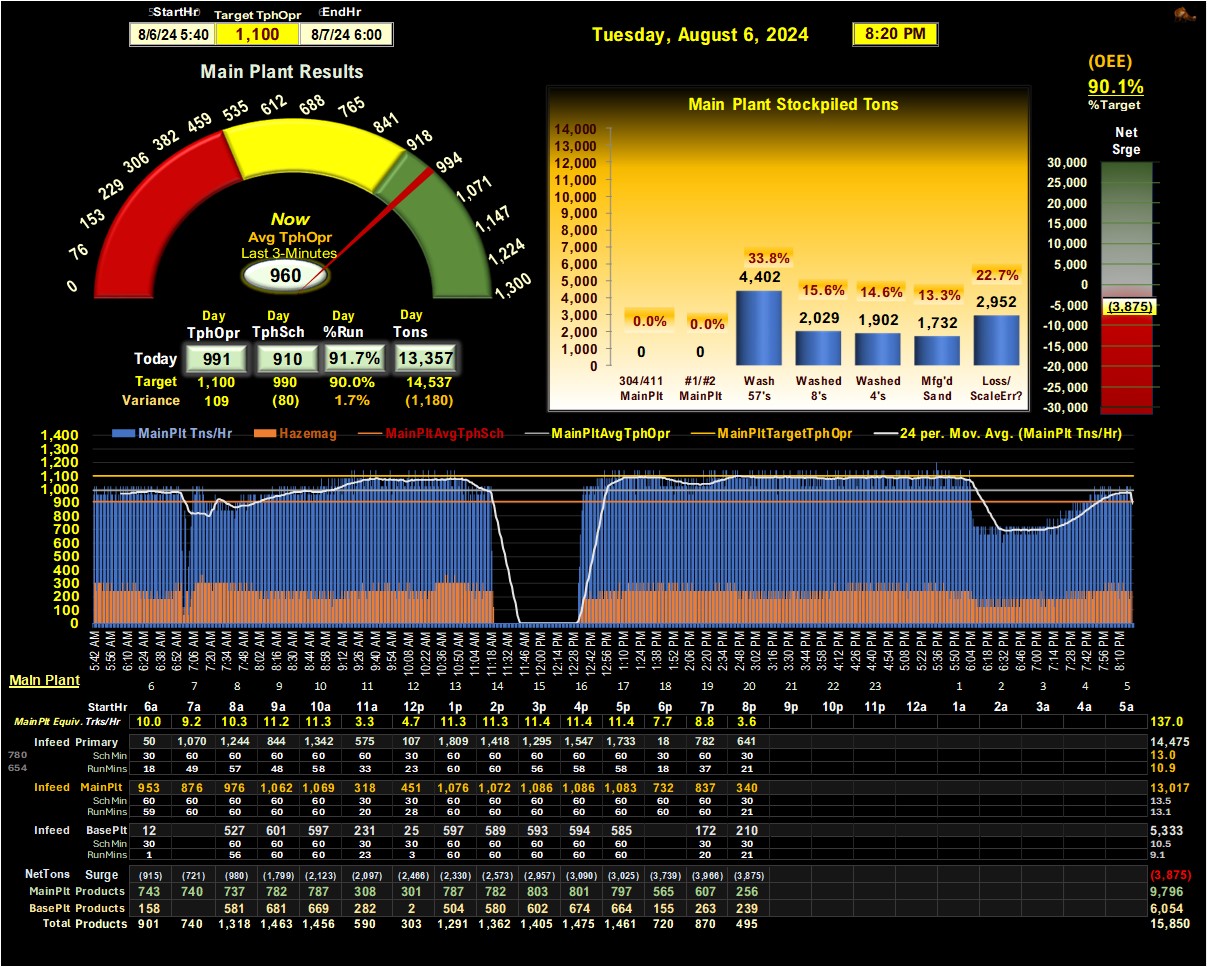 StartHr Target TphOpr EndHr
8/6/24 5:40 1,100 8/7/24 6:00
Tuesday, August 6, 2024 8:20 PM
(OEE)
90.1%
%Target
Main Plant Results
Net
Srge
0 76 153 229 306 382 459 535 612 688 765 841 918 994 1,071 1,147 1,224 1,300
Now
Avg TphOpr
Last 3-Minutes
960
Day Day Day Day
TphOpr TphSch %Run Tons
Today 991 910 91.7% 13,357
Target 1,100 990 90.0% 14,537
Variance 109 (80) 1.7% (1,180)
Main Plant Stockpiled Tons
14,000
13,000
12,000
11,000
10,000
9,000
8,000
7,000
6,000
5,000
4,000
3,000
2,000
1,000
0
0.0% 0.0% 33.8% 15.6% 14.6% 13.3% 22.7%
0 0 4,402 2,029 1,902 1,732 2,952
304/411 #1/#2 Wash Washed Washed Mfg'd Loss/
MainPlt MainPlt 57's 8's 4's Sand ScaleErr?
30,000
25,000
20,000
15,000
10,000
5,000
0
-5,000
-10,000
-15,000
-20,000
-25,000
-30,000
(3,875)
MainPlt Tns/Hr Hazemag MainPltAvgTphSch MainPltAvgTphOpr MainPltTargetTphOpr 24 per. Mov. Avg. (MainPlt Tns/Hr)
1,400
1,300
1,200
1,100
1,000
900
800
700
600
500
400
300
200
100
0
5:42 AM 5:56 AM 6:10 AM 6:24 AM 6:38 AM 6:52 AM 7:06 AM 7:20 AM 7:34 AM 7:48 AM 8:02 AM 8:16 AM 8:30 AM 8:44 AM 8:58 AM 9:12 AM 9:26 AM 9:40 AM 9:54 AM 10:08 AM 10:22 AM 10:36 AM 10:50 AM 11:04 AM 11:18 AM 11:32 AM 11:46 AM 12:00 PM 12:14 PM 12:28 PM 12:42 PM 12:56 PM 1:10 PM 1:24 PM 1:38 PM 1:52 PM 2:06 PM 2:20 PM 2:34 PM 2:48 PM 3:02 PM 3:16 PM 3:30 PM 3:44 PM 3:58 PM 4:12 PM 4:26 PM 4:40 PM 4:54 PM 5:08 PM 5:22 PM 5:36 PM 5:50 PM 6:04 PM 6:18 PM 6:32 PM 6:46 PM 7:00 PM 7:14 PM 7:28 PM 7:42 PM 7:56 PM 8:10 PM
Main Plant 6 7 8 9 10 11 12 13 14 15 16 17 18 19 20 21 22 23 1 2 3 4 5
StartHr 6a 7a 8a 9a 10a 11a 12p 1p 2p 3p 4p 5p 6p 7p 8p 9p 10p 11p 12a 1a 2a 3a 4a 5a
MainPlt Equiv. Trks/Hr 10.0 9.2 10.3 11.2 11.3 3.3 4.7 11.3 11.3 11.4 11.4 11.4 7.7 8.8 3.6 137.0
Infeed Primary 50 1,070 1,244 844 1,342 575 107 1,809 1,418 1,295 1,547 1,733 18 782 641 14,475
780 Sch Min 30 60 60 60 60 60 30 60 60 60 60 60 30 60 30 13.0
654 RunMins 18 49 57 48 58 33 23 60 60 56 58 58 18 37 21 10.9
Infeed MainPlt 953 876 976 1,062 1,069 318 451 1,076 1,072 1,086 1,086 1,083 732 837 340 13,017
Sch Min 60 60 60 60 60 30 30 60 60 60 60 60 60 60 30 13.5
RunMins 59 60 60 60 60 20 28 60 60 60 60 60 60 60 21 13.1
Infeed BasePlt 12 527 601 597 231 25 597 589 593 594 585 172 210 5,333
Sch Min 30 60 60 60 30 30 60 60 60 60 60 30 30 10.5
RunMins 1 56 60 60 23 3 60 60 60 60 60 20 21 9.1
NetTons Surge (915) (721) (980) (1,799) (2,123) (2,097) (2,466) (2,330) (2,573) (2,957) (3,090) (3,025) (3,739) (3,966) (3,875) (3,875)
MainPlt Products 743 740 737 782 787 308 301 787 782 803 801 797 565 607 256 9,796
BasePlt Products 158 581 681 669 282 2 504 580 602 674 664 155 263 239 6,054
Total Products 901 740 1,318 1,463 1,456 590 303 1,291 1,362 1,405 1,475 1,461 720 870 495 15,850